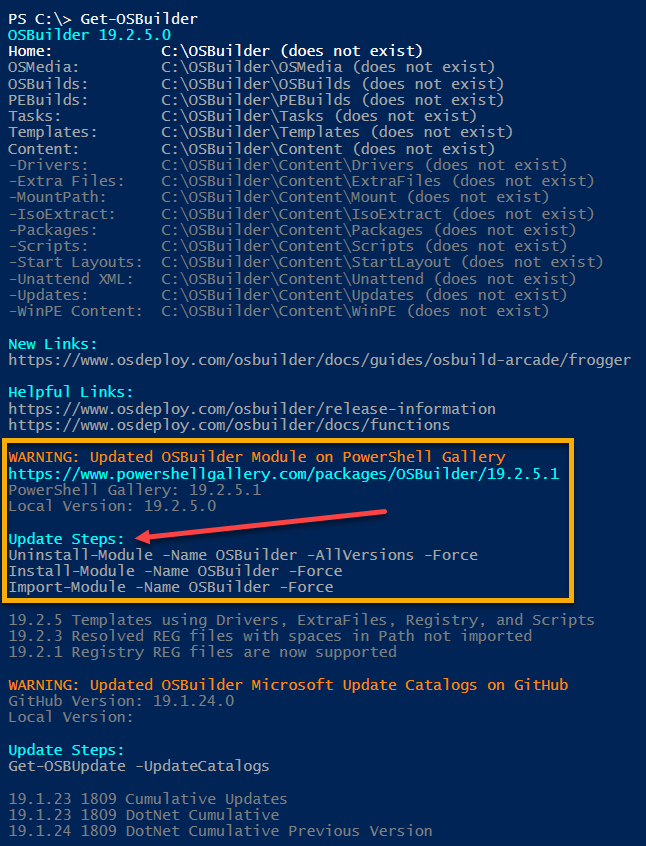 PS C:\> Get-OSBuilder
OSBuilder 19.2.5.0
Home: C:\OSBuilder (does not exist)
OSMedia: C:\OSBuilder\OSMedia (does not exist)
OSBuilds: C:\OSBuilder\OSBuilds (does not exist)
PEBuilds: C:\OSBuilder\PEBuilds (does not exist)
Tasks: C:\OSBuilder\Tasks (does not exist)
Templates: C:\OSBuilder\Templates (does not exist)
Content: C:\OSBuilder\Content (does not exist)
-Drivers: C:\OSBuilder\Content\Drivers (does not exist)
-Extra Files: C:\OSBuilder\Content\ExtraFiles (does not exist)
-MountPath: C:\OSBuilder\Content\Mount (does not exist)
-IsoExtract: C:\OSBuilder\Content\IsoExtract (does not exist)
-Packages: C:\OSBuilder\Content\Packages (does not exist)
-Scripts: C:\OSBuilder\Content\Scripts (does not exist)
-Start Layouts: C:\OSBuilder\Content\StartLayout (does not exist)
-Unattend XML: C:\OSBuilder\Content\Unattend (does not exist)
-Updates: C:\OSBuilder\Content\Updates (does not exist)
-WinPE Content: C:\OSBuilder\Content\WinPE (does not exist)
New Links:
https://www.osdeploy.com/osbuilder/docs/guides/osbuild-arcade/frogger
Helpful Links:
https://www.osdeploy.com/osbuilder/release-information
https://www.osdeploy.com/osbuilder/docs/functions
WARNING: Updated OSBuilder Module on PowerShell Gallery
https://www.powershellgallery.com/packages/OSBuilder/19.2.5.1
PowerShell Gallery: 19.2.5.1
Local Version: 19.2.5.0
Update Steps:
Uninstall-Module -Name OSBuilder -AllVersions -Force
Install-Module -Name OSBuilder -Force
Import-Module -Name OSBuilder -Force
19.2.5 Templates using Drivers, ExtraFiles, Registry, and Scripts
19.2.3 Resolved REG files with spaces in Path not imported
19.2.1 Registry REG files are now supported
WARNING: Updated OSBuilder Microsoft Update Catalogs on GitHub
GitHub Version: 19.1.24.0
Local Version:
Update Steps:
Get-OSBUpdate -UpdateCatalogs
19.1.23 1809 Cumulative Updates
19.1.23 1809 DotNet Cumulative
19.1.24 1809 DotNet Cumulative Previous Version